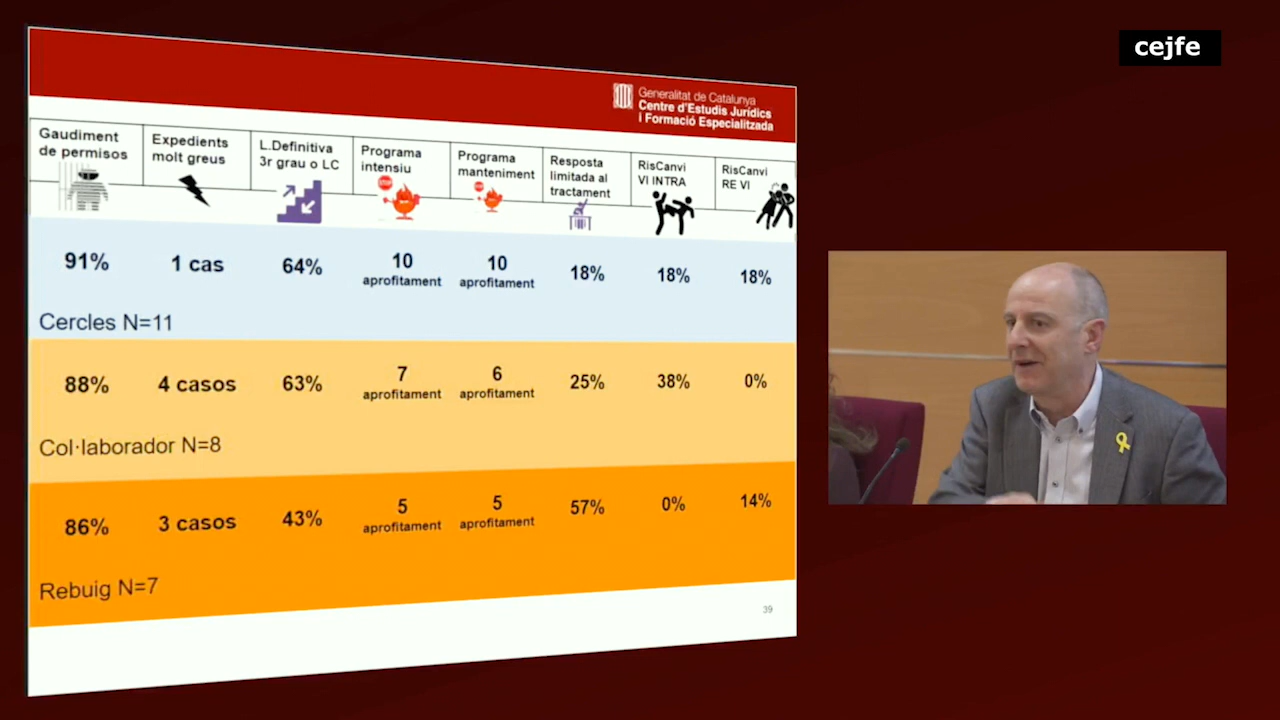 cejfe
Generalitat de Catalunya
Centre d'Estudis Jurídics
i Formació Especialitzada
Gaudiment
de permisos
Expedients
molt greus
L.Definitiva
3r grau o LC
Programa
intensiu
Programa
manteniment
Resposta
limitada al
tractament
RisCanvi
VI INTRA
RisCanvi
RE VI
STOP
91%
1 cas
64%
10
aprofitament
10
aprofitament
18%
18%
18%
Cercles N=11
88%
4 casos
63%
7
aprofitament
6
aprofitament
25%
38%
0%
Col·laborador N=8
86%
3 casos
43%
5
aprofitament
5
aprofitament
57%
0%
14%
Rebuig N=7
39